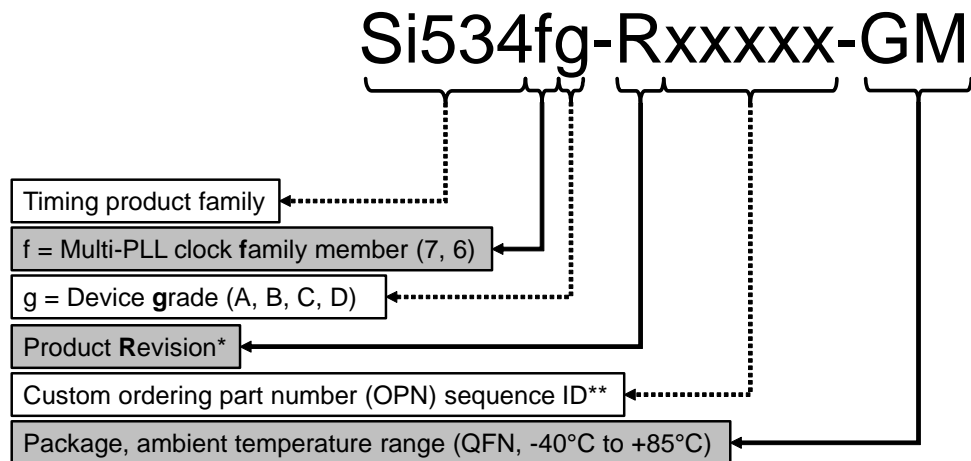 Si534fg-Rxxxxx-GM
Timing product family
f = Multi-PLL clock family member (7, 6)
g = Device grade (A, B, C, D)
Product Revision*
Custom ordering part number (OPN) sequence ID**
Package, ambient temperature range (QFN, -40°C to +85°C)